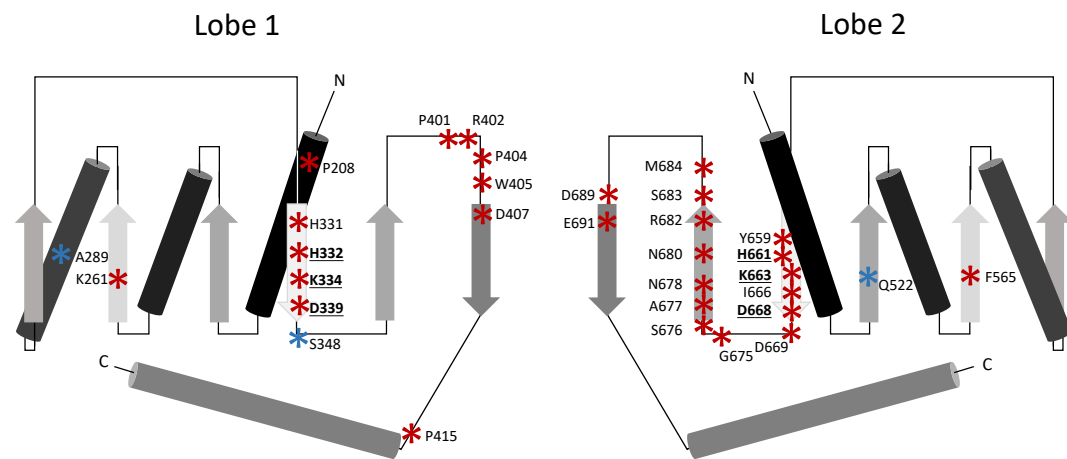 Lobe 1
Lobe 2
N
N
P401
R402
P404
P208
W405
D407
H331
H332
A289
K261
K334
D339
S348
C
P415
M684
D689
S683
E691
R682
Y659
N680
H661
K663
N678
I666
A677
D668
S676
G675
D669
Q522
F565
C